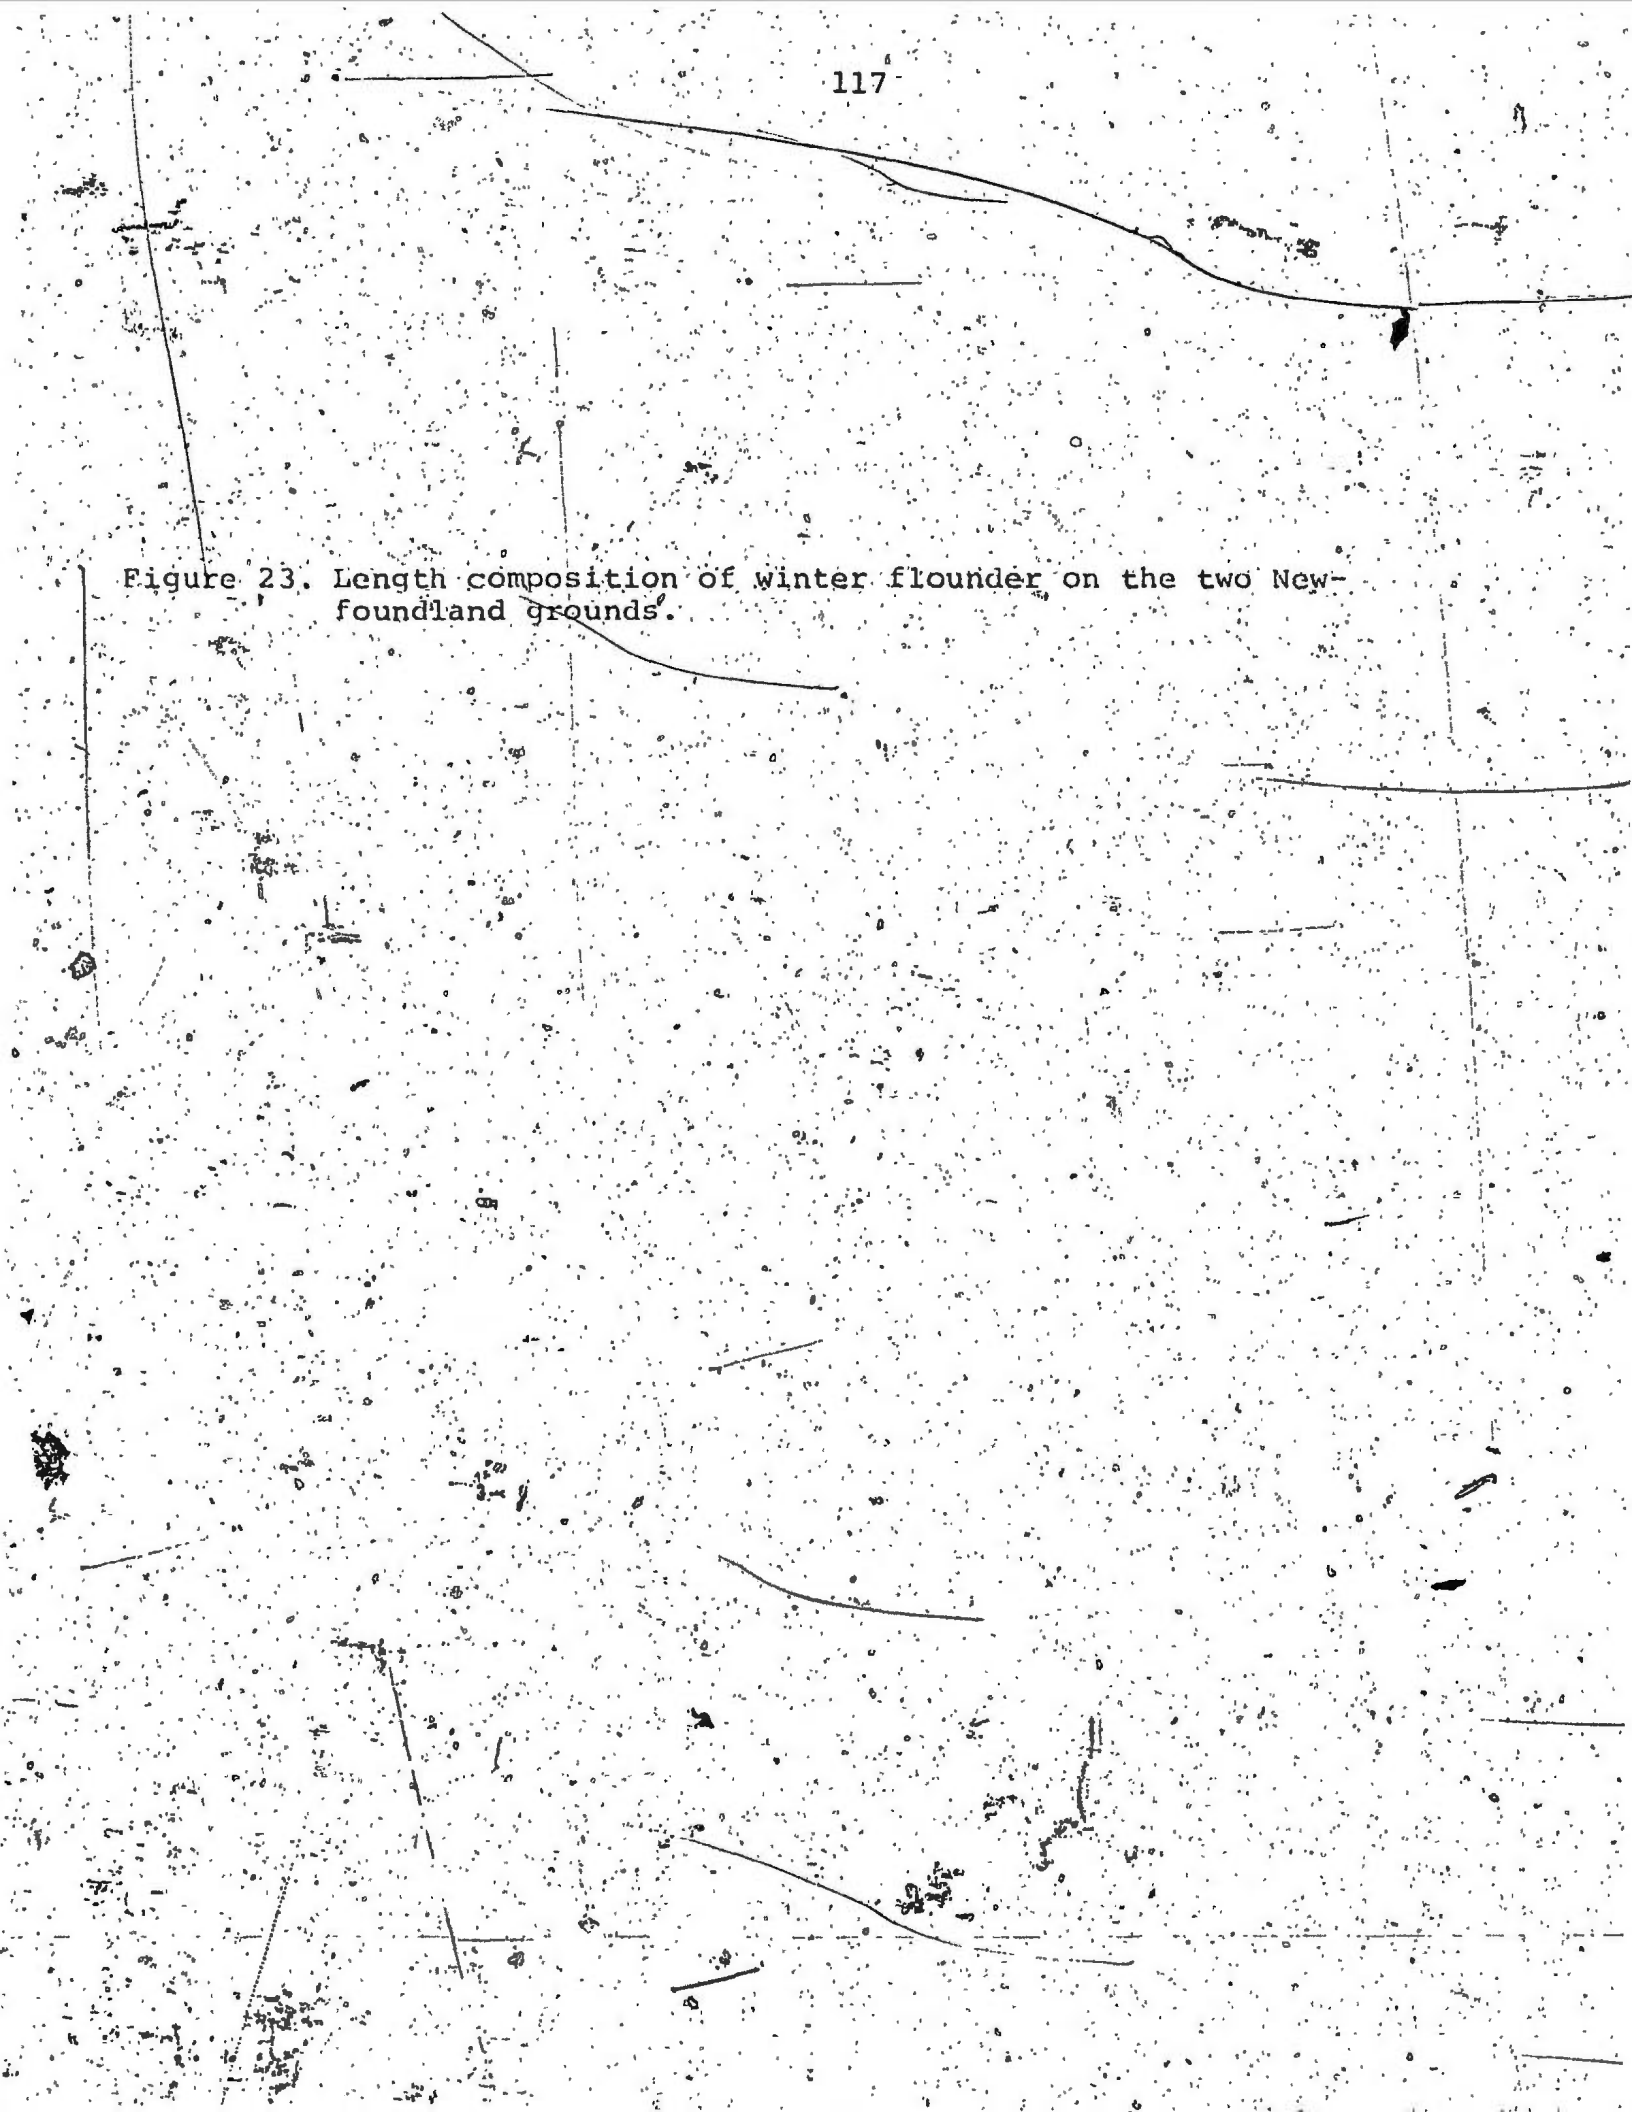 117
Figure 23. Length composition of winter flounder on the two New-
foundland grounds.